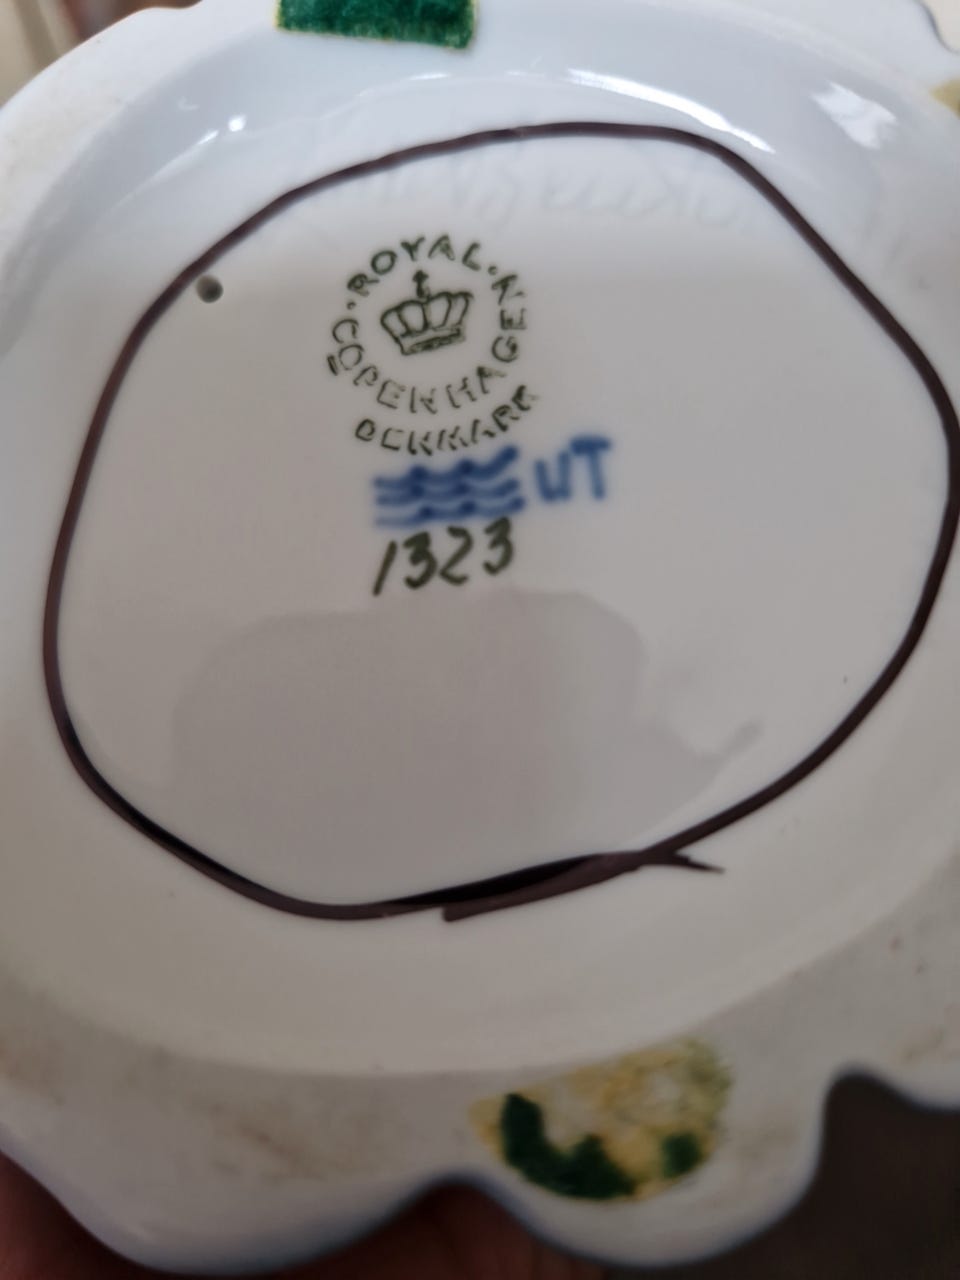 ROYAL · COPENHAGEN ·
DENMARK
UT
1323